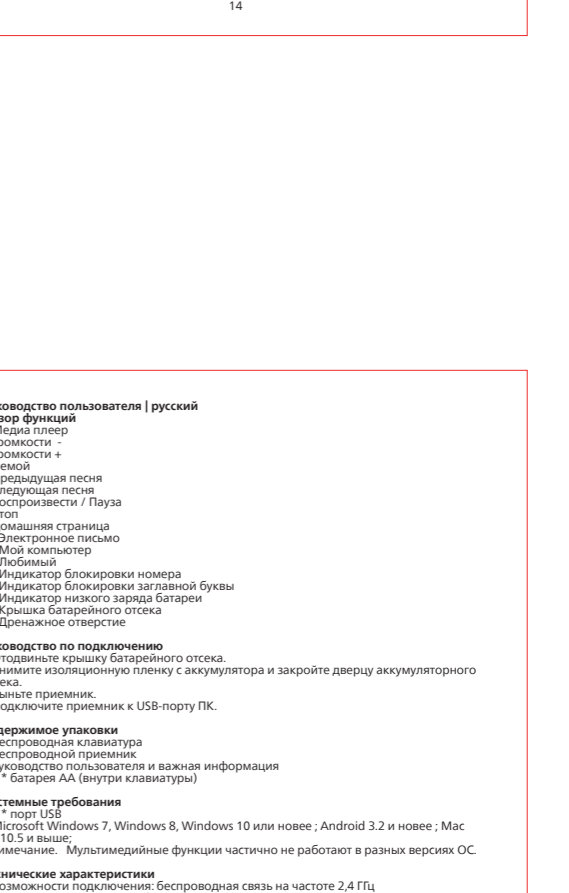 14
ководство пользователя | русский
зор функций
Медиа плеер
ромкости -
ромкости +
емой
редыдущая песня
ледующая песня
оспроизвести / Пауза
топ
омашняя страница
Электронное письмо
Мой компьютер
Любимый
Индикатор блокировки номера
Индикатор блокировки заглавной буквы
Индикатор низкого заряда батареи
Крышка батарейного отсека
Дренажное отверстие
ководство по подключению
тодвиньте крышку батарейного отсека.
нимите изоляционную пленку с аккумулятора и закройте дверцу аккумуляторного
ека.
ыньте приемник.
одключите приемник к USB-порту ПК.
держимое упаковки
еспроводная клавиатура
еспроводной приемник
уководство пользователя и важная информация
* батарея AA (внутри клавиатуры)
стемные требования
* порт USB
Microsoft Windows 7, Windows 8, Windows 10 или новее ; Android 3.2 и новее ; Mac
10.5 и выше;
имечание. Мультимедийные функции частично не работают в разных версиях ОС.
хнические характеристики
озможности подключения: беспроводная связь на частоте 2,4 ГГц